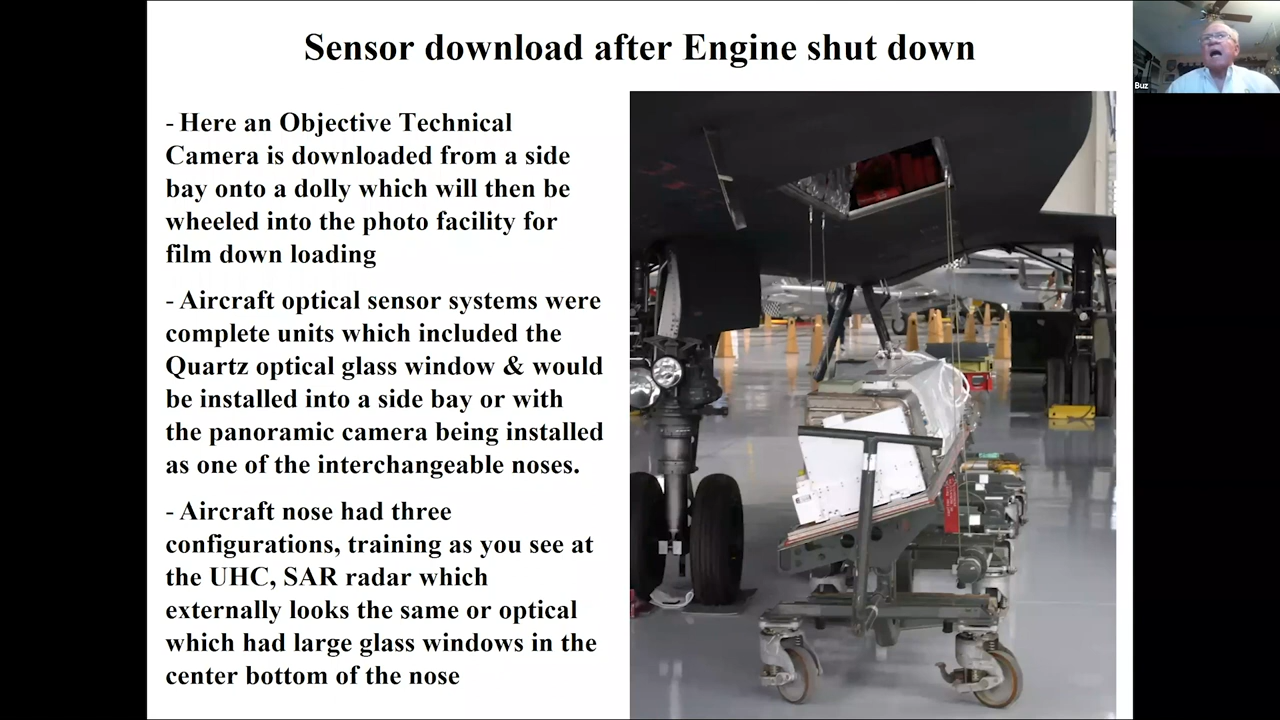 Sensor download after Engine shut down
- Here an Objective Technical
Camera is downloaded from a side
bay onto a dolly which will then be
wheeled into the photo facility for
film down loading
- Aircraft optical sensor systems were
complete units which included the
Quartz optical glass window & would
be installed into a side bay or with
the panoramic camera being installed
as one of the interchangeable noses.
- Aircraft nose had three
configurations, training as you see at
the UHC, SAR radar which
externally looks the same or optical
which had large glass windows in the
center bottom of the nose
Buz